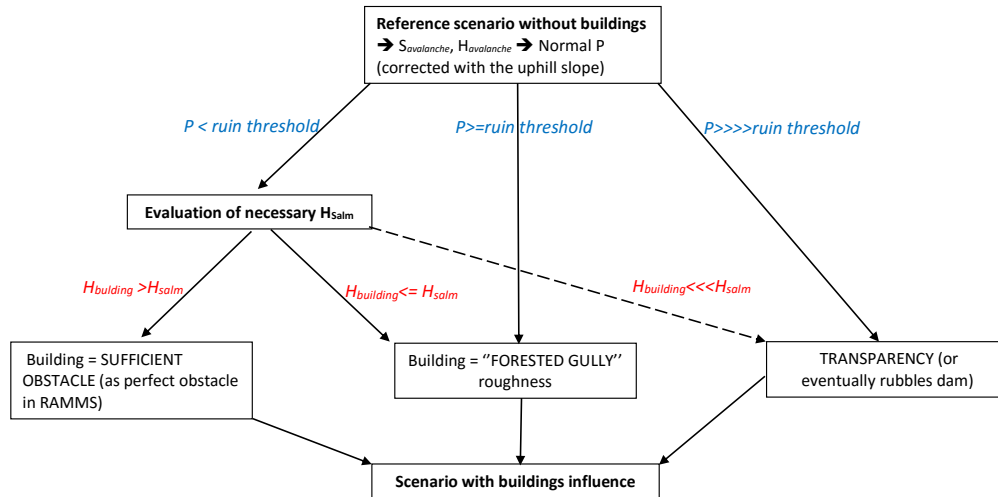 Reference scenario without buildings
➔ Savalanche, Havalanche ➔ Normal P
(corrected with the uphill slope)
P < ruin threshold
P>=ruin threshold
P>>>>ruin threshold
Evaluation of necessary HSalm
Hbulding >Hsalm
Hbuilding<= Hsalm
Hbuilding<<<Hsalm
Building = SUFFICIENT
OBSTACLE (as perfect obstacle
in RAMMS)
Building = ‘’FORESTED GULLY’’
roughness
TRANSPARENCY (or
eventually rubbles dam)
Scenario with buildings influence